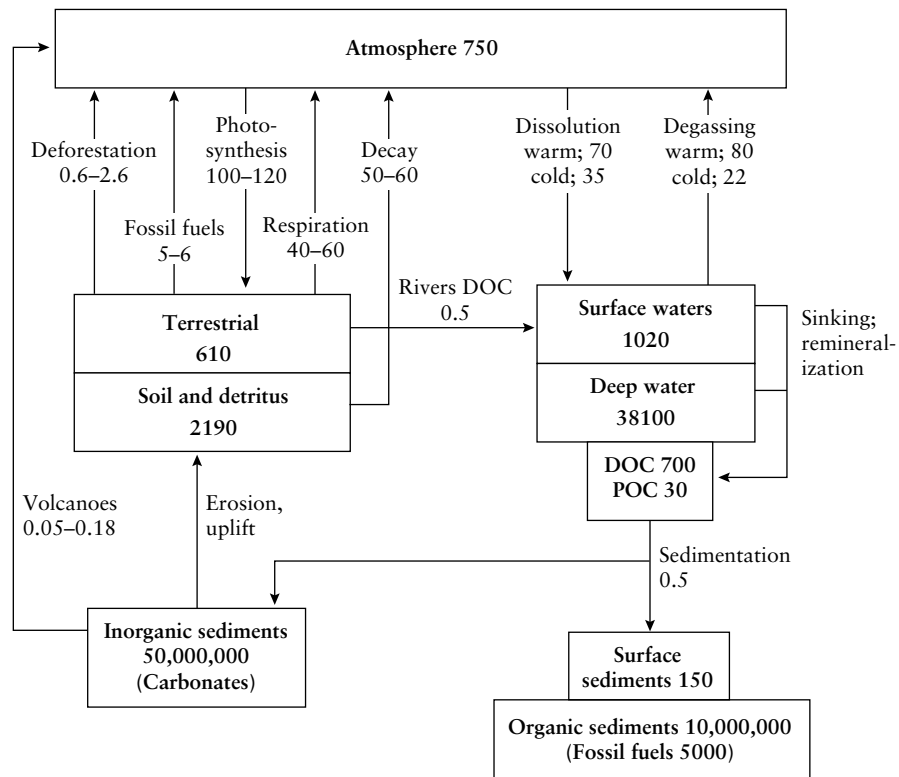 Atmosphere 750
Deforestation
0.6–2.6
Fossil fuels
5–6
Photo-
synthesis
100–120
Respiration
40–60
Decay
50–60
Dissolution
warm; 70
cold; 35
Degassing
warm; 80
cold; 22
Terrestrial
610
Soil and detritus
2190
Rivers DOC
0.5
Surface waters
1020
Deep water
38100
DOC 700
POC 30
Sinking;
remineral-
ization
Volcanoes
0.05–0.18
Erosion,
uplift
Sedimentation
0.5
Inorganic sediments
50,000,000
(Carbonates)
Surface
sediments 150
Organic sediments 10,000,000
(Fossil fuels 5000)